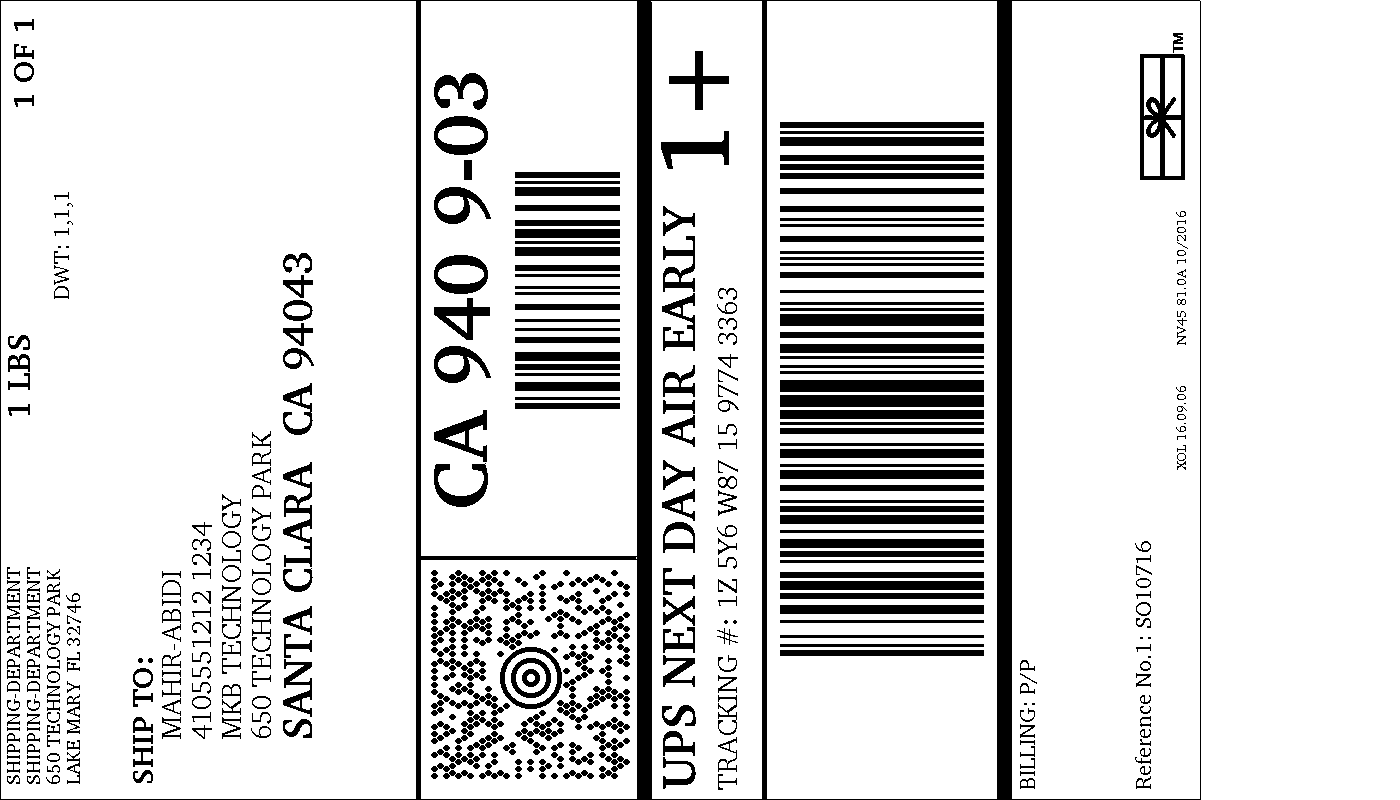 SHIPPING-DEPARTMENT
SHIPPING-DEPARTMENT
650 TECHNOLOGY PARK
LAKE MARY FL 32746
1 LBS
1 OF 1
DWT: 1,1,1
SHIP TO:
MAHIR-ABIDI
4105551212 1234
MKB TECHNOLOGY
650 TECHNOLOGY PARK
SANTA CLARA CA 94043
CA 940 9-03
UPS NEXT DAY AIR EARLY
1+
TRACKING #: 1Z 5Y6 W87 15 9774 3363
BILLING: P/P
Reference No.1: SO10716
XOL 16.09.06 NV45 81.0A 10/2016
TM